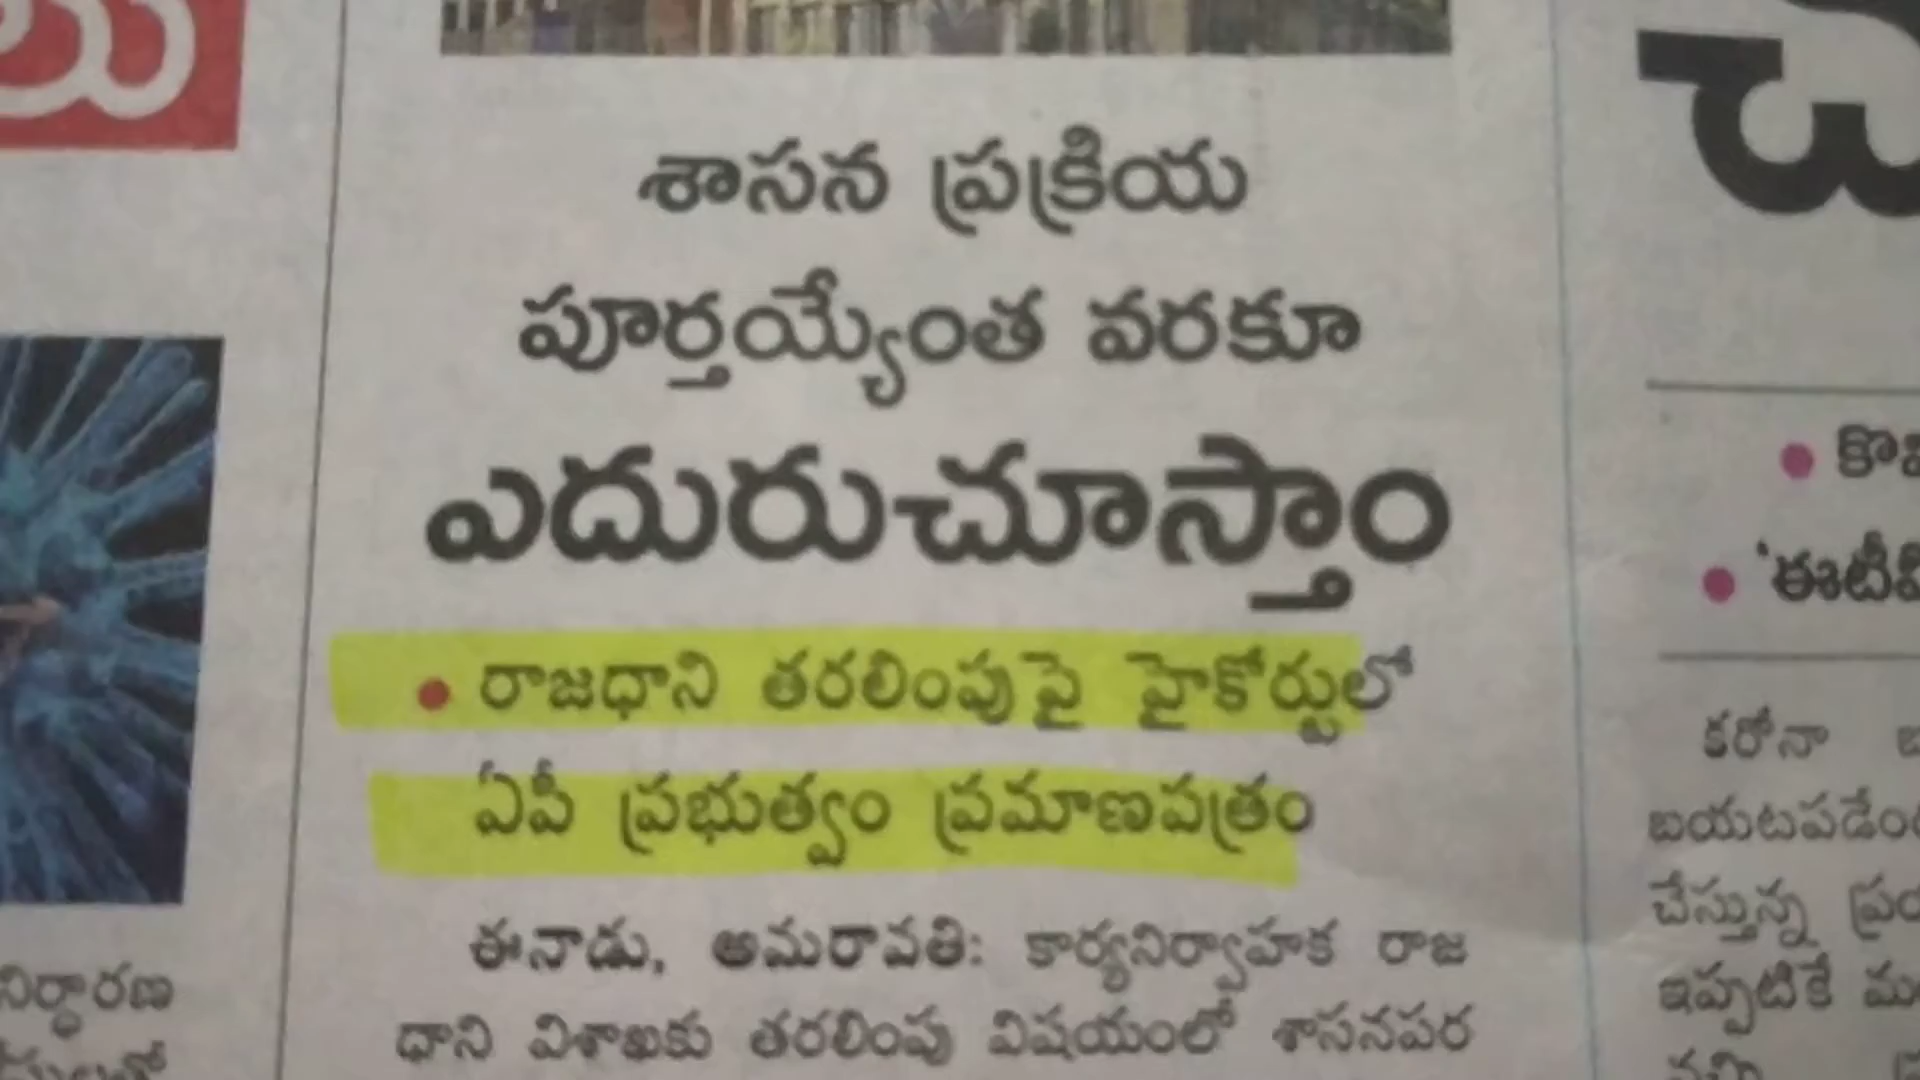 శాసన ప్రక్రియ
పూర్తయ్యేంత వరకూ
ఎదురుచూస్తాం
• రాజధాని తరలింపుపై హైకోర్టులో
ఏపీ ప్రభుత్వం ప్రమాణపత్రం
ఈనాడు, అమరావతి: కార్యనిర్వాహక రాజ
ధాని విశాఖకు తరలింపు విషయంలో శాసనపర
నిర్ధారణ
కరోనా
చేస్తున్న
ఇప్పటికే